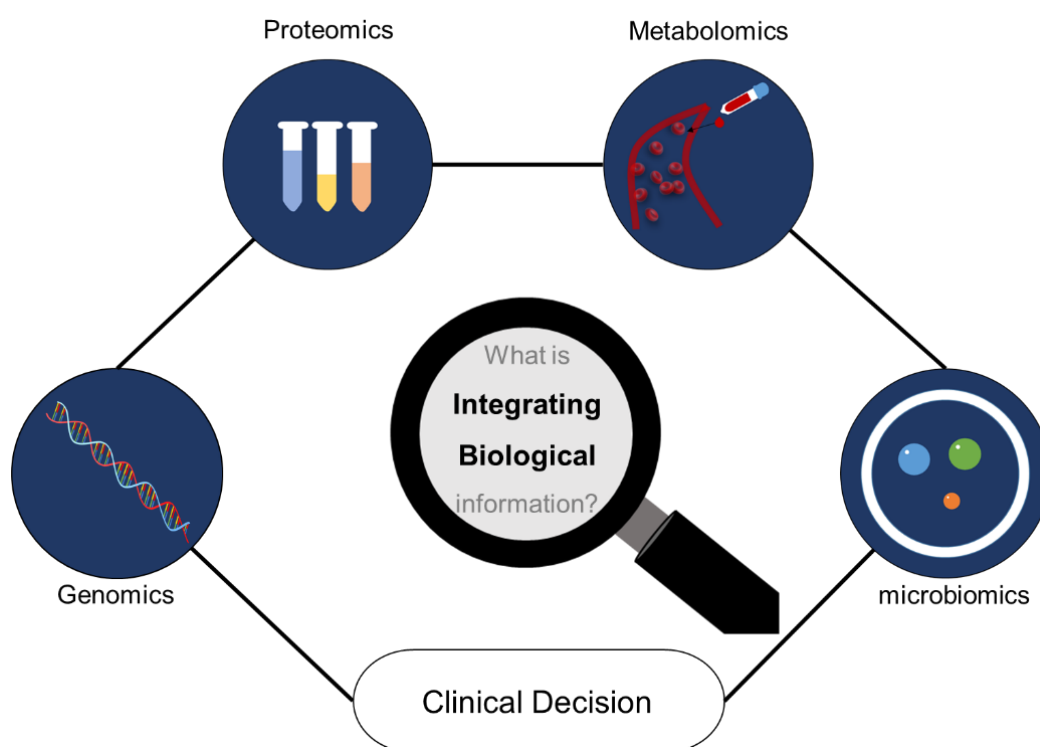 Proteomics
Metabolomics
What is
Integrating
Biological
information?
Genomics
microbiomics
Clinical Decision